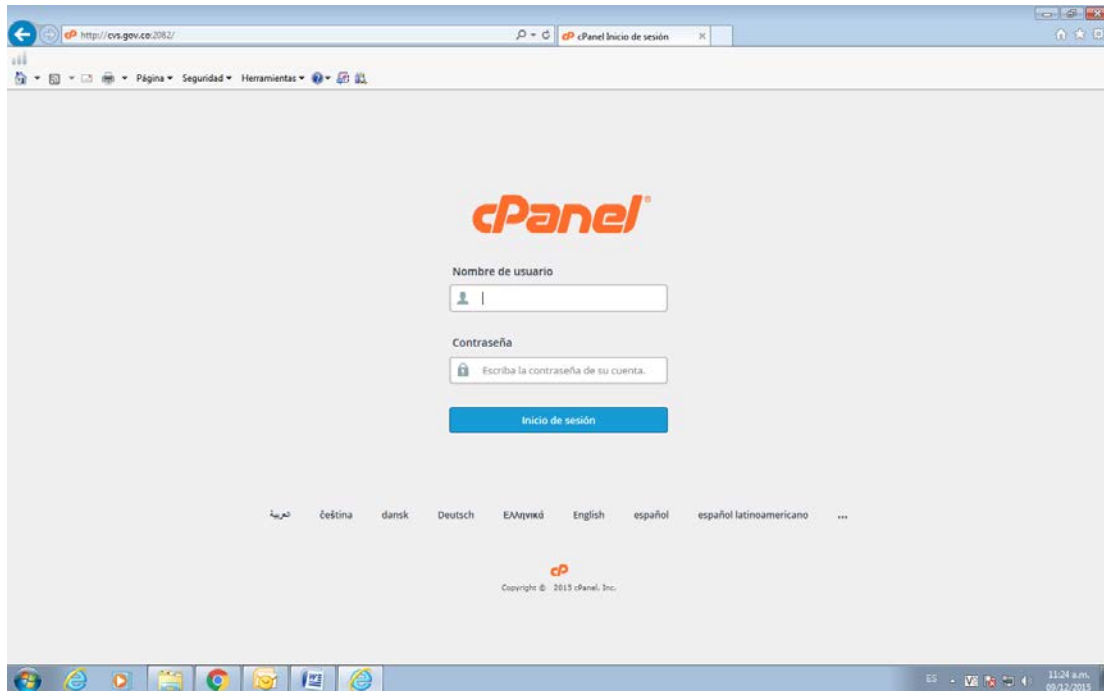 http://cvs.gov.co:2082/
cPanel Inicio de sesión
Página Seguridad Herramientas
cPanel®
Nombre de usuario
Contraseña
Escriba la contraseña de su cuenta.
Inicio de sesión
العربية čeština dansk Deutsch Ελληνικά English español español latinoamericano ...
cP
Copyright © 2015 cPanel, Inc.
ES 11:24 a.m.
09/12/2015